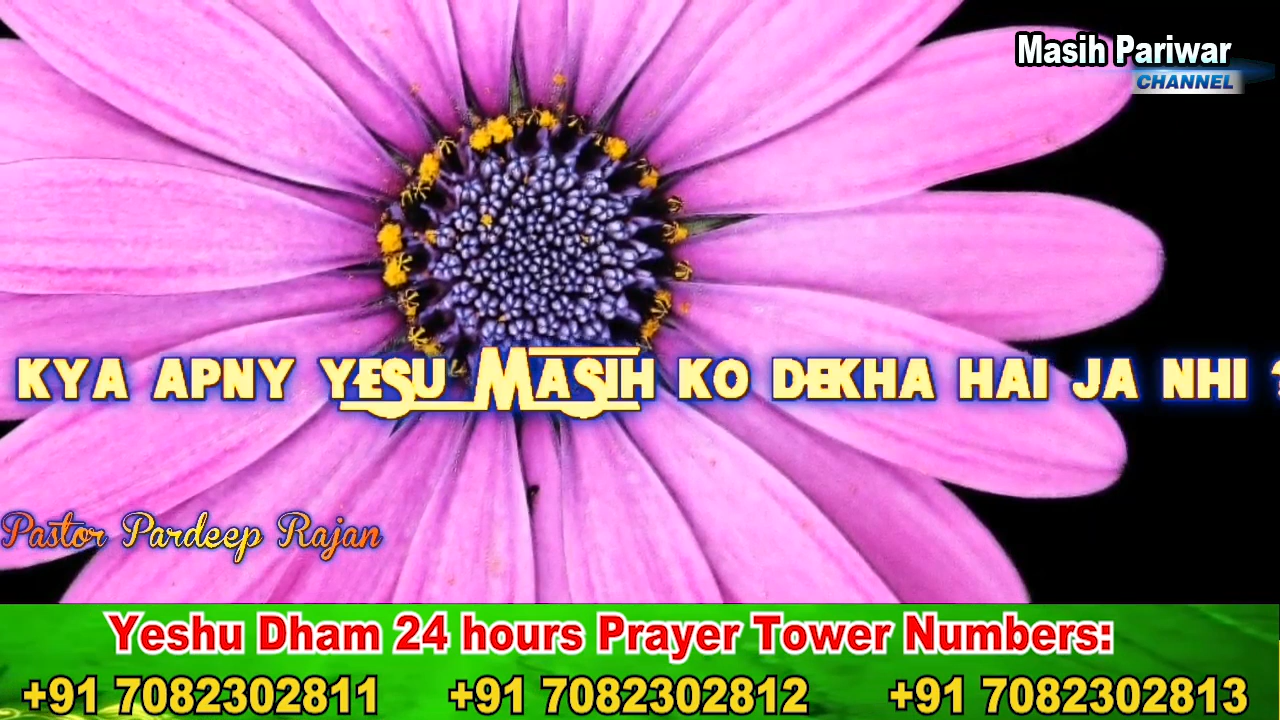 Masih Pariwar
CHANNEL
KYA APNY YESU MASIH KO DEKHA HAI JA NHI ?
Pastor Pardeep Rajan
Yeshu Dham 24 hours Prayer Tower Numbers:
+91 7082302811 +91 7082302812 +91 7082302813